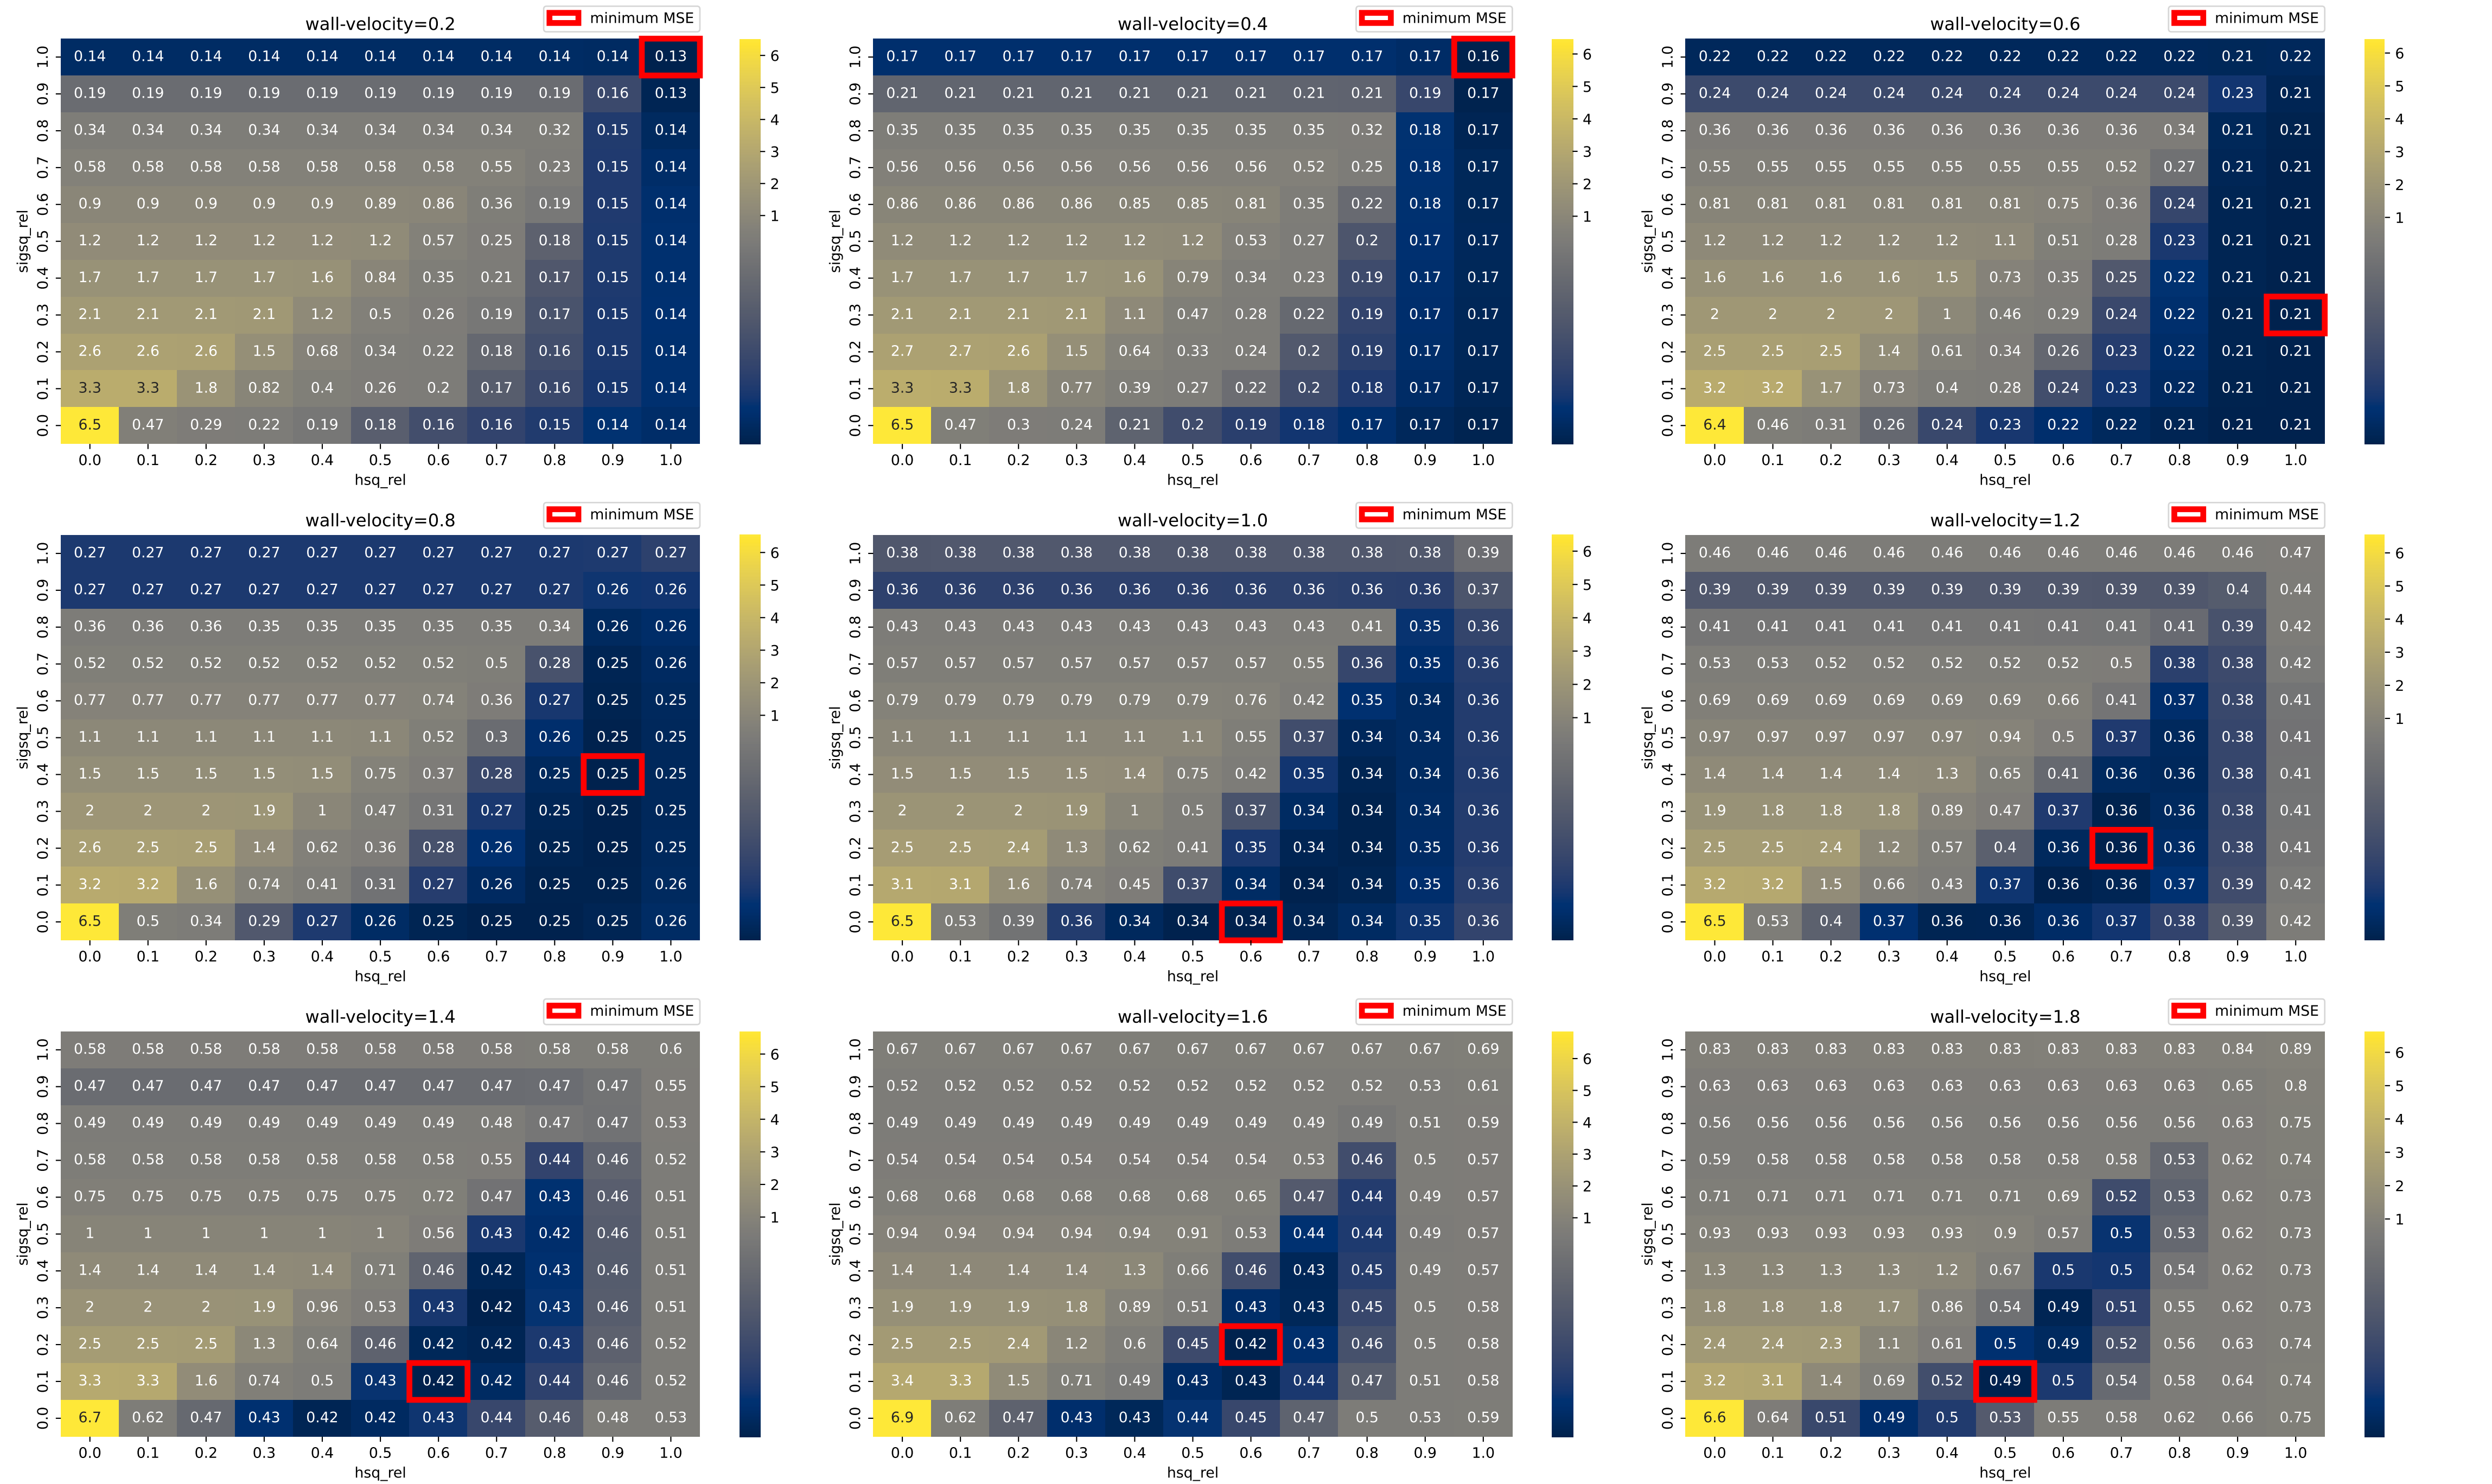 wall-velocity=0.2
minimum MSE
1.0 0.14 0.14 0.14 0.14 0.14 0.14 0.14 0.14 0.14 0.14 0.13
0.9 0.19 0.19 0.19 0.19 0.19 0.19 0.19 0.19 0.19 0.16 0.13
0.8 0.34 0.34 0.34 0.34 0.34 0.34 0.34 0.34 0.32 0.15 0.14
0.7 0.58 0.58 0.58 0.58 0.58 0.58 0.58 0.55 0.23 0.15 0.14
0.6 0.9 0.9 0.9 0.9 0.9 0.89 0.86 0.36 0.19 0.15 0.14
0.5 1.2 1.2 1.2 1.2 1.2 1.2 0.57 0.25 0.18 0.15 0.14
0.4 1.7 1.7 1.7 1.7 1.6 0.84 0.35 0.21 0.17 0.15 0.14
0.3 2.1 2.1 2.1 2.1 1.2 0.5 0.26 0.19 0.17 0.15 0.14
0.2 2.6 2.6 2.6 1.5 0.68 0.34 0.22 0.18 0.16 0.15 0.14
0.1 3.3 3.3 1.8 0.82 0.4 0.26 0.2 0.17 0.16 0.15 0.14
0.0 6.5 0.47 0.29 0.22 0.19 0.18 0.16 0.16 0.15 0.14 0.14
0.0 0.1 0.2 0.3 0.4 0.5 0.6 0.7 0.8 0.9 1.0
hsq_rel
sigsq_rel
6
5
4
3
2
1
wall-velocity=0.4
minimum MSE
1.0 0.17 0.17 0.17 0.17 0.17 0.17 0.17 0.17 0.17 0.17 0.16
0.9 0.21 0.21 0.21 0.21 0.21 0.21 0.21 0.21 0.21 0.19 0.17
0.8 0.35 0.35 0.35 0.35 0.35 0.35 0.35 0.35 0.32 0.18 0.17
0.7 0.56 0.56 0.56 0.56 0.56 0.56 0.56 0.52 0.25 0.18 0.17
0.6 0.86 0.86 0.86 0.86 0.85 0.85 0.81 0.35 0.22 0.18 0.17
0.5 1.2 1.2 1.2 1.2 1.2 1.2 0.53 0.27 0.2 0.17 0.17
0.4 1.7 1.7 1.7 1.7 1.6 0.79 0.34 0.23 0.19 0.17 0.17
0.3 2.1 2.1 2.1 2.1 1.1 0.47 0.28 0.22 0.19 0.17 0.17
0.2 2.7 2.7 2.6 1.5 0.64 0.33 0.24 0.2 0.19 0.17 0.17
0.1 3.3 3.3 1.8 0.77 0.39 0.27 0.22 0.2 0.18 0.17 0.17
0.0 6.5 0.47 0.3 0.24 0.21 0.2 0.19 0.18 0.17 0.17 0.17
0.0 0.1 0.2 0.3 0.4 0.5 0.6 0.7 0.8 0.9 1.0
hsq_rel
sigsq_rel
6
5
4
3
2
1
wall-velocity=0.6
minimum MSE
1.0 0.22 0.22 0.22 0.22 0.22 0.22 0.22 0.22 0.22 0.21 0.22
0.9 0.24 0.24 0.24 0.24 0.24 0.24 0.24 0.24 0.24 0.23 0.21
0.8 0.36 0.36 0.36 0.36 0.36 0.36 0.36 0.36 0.34 0.21 0.21
0.7 0.55 0.55 0.55 0.55 0.55 0.55 0.55 0.52 0.27 0.21 0.21
0.6 0.81 0.81 0.81 0.81 0.81 0.81 0.75 0.36 0.24 0.21 0.21
0.5 1.2 1.2 1.2 1.2 1.2 1.1 0.51 0.28 0.23 0.21 0.21
0.4 1.6 1.6 1.6 1.6 1.5 0.73 0.35 0.25 0.22 0.21 0.21
0.3 2 2 2 2 1 0.46 0.29 0.24 0.22 0.21 0.21
0.2 2.5 2.5 2.5 1.4 0.61 0.34 0.26 0.23 0.22 0.21 0.21
0.1 3.2 3.2 1.7 0.73 0.4 0.28 0.24 0.23 0.22 0.21 0.21
0.0 6.4 0.46 0.31 0.26 0.24 0.23 0.22 0.22 0.21 0.21 0.21
0.0 0.1 0.2 0.3 0.4 0.5 0.6 0.7 0.8 0.9 1.0
hsq_rel
sigsq_rel
6
5
4
3
2
1
wall-velocity=0.8
minimum MSE
1.0 0.27 0.27 0.27 0.27 0.27 0.27 0.27 0.27 0.27 0.27 0.27
0.9 0.27 0.27 0.27 0.27 0.27 0.27 0.27 0.27 0.27 0.26 0.26
0.8 0.36 0.36 0.36 0.35 0.35 0.35 0.35 0.35 0.34 0.26 0.26
0.7 0.52 0.52 0.52 0.52 0.52 0.52 0.52 0.5 0.28 0.25 0.26
0.6 0.77 0.77 0.77 0.77 0.77 0.77 0.74 0.36 0.27 0.25 0.25
0.5 1.1 1.1 1.1 1.1 1.1 1.1 0.52 0.3 0.26 0.25 0.25
0.4 1.5 1.5 1.5 1.5 1.5 0.75 0.37 0.28 0.25 0.25 0.25
0.3 2 2 2 1.9 1 0.47 0.31 0.27 0.25 0.25 0.25
0.2 2.6 2.5 2.5 1.4 0.62 0.36 0.28 0.26 0.25 0.25 0.25
0.1 3.2 3.2 1.6 0.74 0.41 0.31 0.27 0.26 0.25 0.25 0.26
0.0 6.5 0.5 0.34 0.29 0.27 0.26 0.25 0.25 0.25 0.25 0.26
0.0 0.1 0.2 0.3 0.4 0.5 0.6 0.7 0.8 0.9 1.0
hsq_rel
sigsq_rel
6
5
4
3
2
1
wall-velocity=1.0
minimum MSE
1.0 0.38 0.38 0.38 0.38 0.38 0.38 0.38 0.38 0.38 0.38 0.39
0.9 0.36 0.36 0.36 0.36 0.36 0.36 0.36 0.36 0.36 0.36 0.37
0.8 0.43 0.43 0.43 0.43 0.43 0.43 0.43 0.43 0.41 0.35 0.36
0.7 0.57 0.57 0.57 0.57 0.57 0.57 0.57 0.55 0.36 0.35 0.36
0.6 0.79 0.79 0.79 0.79 0.79 0.79 0.76 0.42 0.35 0.34 0.36
0.5 1.1 1.1 1.1 1.1 1.1 1.1 0.55 0.37 0.34 0.34 0.36
0.4 1.5 1.5 1.5 1.5 1.4 0.75 0.42 0.35 0.34 0.34 0.36
0.3 2 2 2 1.9 1 0.5 0.37 0.34 0.34 0.34 0.36
0.2 2.5 2.5 2.4 1.3 0.62 0.41 0.35 0.34 0.34 0.34 0.36
0.1 3.1 3.1 1.6 0.74 0.45 0.37 0.34 0.34 0.34 0.35 0.36
0.0 6.5 0.53 0.39 0.36 0.34 0.34 0.34 0.34 0.34 0.35 0.36
0.0 0.1 0.2 0.3 0.4 0.5 0.6 0.7 0.8 0.9 1.0
hsq_rel
sigsq_rel
6
5
4
3
2
1
wall-velocity=1.2
minimum MSE
1.0 0.46 0.46 0.46 0.46 0.46 0.46 0.46 0.46 0.46 0.46 0.47
0.9 0.39 0.39 0.39 0.39 0.39 0.39 0.39 0.39 0.39 0.4 0.44
0.8 0.41 0.41 0.41 0.41 0.41 0.41 0.41 0.41 0.41 0.39 0.42
0.7 0.53 0.53 0.52 0.52 0.52 0.52 0.52 0.5 0.38 0.38 0.42
0.6 0.69 0.69 0.69 0.69 0.69 0.69 0.66 0.41 0.37 0.38 0.41
0.5 0.97 0.97 0.97 0.97 0.97 0.94 0.5 0.37 0.36 0.38 0.41
0.4 1.4 1.4 1.4 1.4 1.3 0.65 0.41 0.36 0.36 0.38 0.41
0.3 1.9 1.8 1.8 1.8 0.89 0.47 0.37 0.36 0.36 0.38 0.41
0.2 2.5 2.5 2.4 1.2 0.57 0.4 0.36 0.36 0.36 0.38 0.41
0.1 3.2 3.2 1.5 0.66 0.43 0.37 0.36 0.36 0.37 0.39 0.42
0.0 6.5 0.53 0.4 0.37 0.36 0.36 0.36 0.37 0.38 0.39 0.42
0.0 0.1 0.2 0.3 0.4 0.5 0.6 0.7 0.8 0.9 1.0
hsq_rel
sigsq_rel
6
5
4
3
2
1
wall-velocity=1.4
minimum MSE
1.0 0.58 0.58 0.58 0.58 0.58 0.58 0.58 0.58 0.58 0.58 0.6
0.9 0.47 0.47 0.47 0.47 0.47 0.47 0.47 0.47 0.47 0.47 0.55
0.8 0.49 0.49 0.49 0.49 0.49 0.49 0.49 0.48 0.47 0.47 0.53
0.7 0.58 0.58 0.58 0.58 0.58 0.58 0.58 0.55 0.44 0.46 0.52
0.6 0.75 0.75 0.75 0.75 0.75 0.75 0.72 0.47 0.43 0.46 0.51
0.5 1 1 1 1 1 1 0.56 0.43 0.42 0.46 0.51
0.4 1.4 1.4 1.4 1.4 1.4 0.71 0.46 0.42 0.43 0.46 0.51
0.3 2 2 2 1.9 0.96 0.53 0.43 0.42 0.43 0.46 0.51
0.2 2.5 2.5 2.5 1.3 0.64 0.46 0.42 0.42 0.43 0.46 0.52
0.1 3.3 3.3 1.6 0.74 0.5 0.43 0.42 0.42 0.44 0.46 0.52
0.0 6.7 0.62 0.47 0.43 0.42 0.42 0.43 0.44 0.46 0.48 0.53
0.0 0.1 0.2 0.3 0.4 0.5 0.6 0.7 0.8 0.9 1.0
hsq_rel
sigsq_rel
6
5
4
3
2
1
wall-velocity=1.6
minimum MSE
1.0 0.67 0.67 0.67 0.67 0.67 0.67 0.67 0.67 0.67 0.67 0.69
0.9 0.52 0.52 0.52 0.52 0.52 0.52 0.52 0.52 0.52 0.53 0.61
0.8 0.49 0.49 0.49 0.49 0.49 0.49 0.49 0.49 0.49 0.51 0.59
0.7 0.54 0.54 0.54 0.54 0.54 0.54 0.54 0.53 0.46 0.5 0.57
0.6 0.68 0.68 0.68 0.68 0.68 0.68 0.65 0.47 0.44 0.49 0.57
0.5 0.94 0.94 0.94 0.94 0.94 0.91 0.53 0.44 0.44 0.49 0.57
0.4 1.4 1.4 1.4 1.4 1.3 0.66 0.46 0.43 0.45 0.49 0.57
0.3 1.9 1.9 1.9 1.8 0.89 0.51 0.43 0.43 0.45 0.5 0.58
0.2 2.5 2.5 2.4 1.2 0.6 0.45 0.42 0.43 0.46 0.5 0.58
0.1 3.4 3.3 1.5 0.71 0.49 0.43 0.43 0.44 0.47 0.51 0.58
0.0 6.9 0.62 0.47 0.43 0.43 0.44 0.45 0.47 0.5 0.53 0.59
0.0 0.1 0.2 0.3 0.4 0.5 0.6 0.7 0.8 0.9 1.0
hsq_rel
sigsq_rel
6
5
4
3
2
1
wall-velocity=1.8
minimum MSE
1.0 0.83 0.83 0.83 0.83 0.83 0.83 0.83 0.83 0.83 0.84 0.89
0.9 0.63 0.63 0.63 0.63 0.63 0.63 0.63 0.63 0.63 0.65 0.8
0.8 0.56 0.56 0.56 0.56 0.56 0.56 0.56 0.56 0.56 0.63 0.75
0.7 0.59 0.58 0.58 0.58 0.58 0.58 0.58 0.58 0.53 0.62 0.74
0.6 0.71 0.71 0.71 0.71 0.71 0.71 0.69 0.52 0.53 0.62 0.73
0.5 0.93 0.93 0.93 0.93 0.93 0.9 0.57 0.5 0.53 0.62 0.73
0.4 1.3 1.3 1.3 1.3 1.2 0.67 0.5 0.5 0.54 0.62 0.73
0.3 1.8 1.8 1.8 1.7 0.86 0.54 0.49 0.51 0.55 0.62 0.73
0.2 2.4 2.4 2.3 1.1 0.61 0.5 0.49 0.52 0.56 0.63 0.74
0.1 3.2 3.1 1.4 0.69 0.52 0.49 0.5 0.54 0.58 0.64 0.74
0.0 6.6 0.64 0.51 0.49 0.5 0.53 0.55 0.58 0.62 0.66 0.75
0.0 0.1 0.2 0.3 0.4 0.5 0.6 0.7 0.8 0.9 1.0
hsq_rel
sigsq_rel
6
5
4
3
2
1